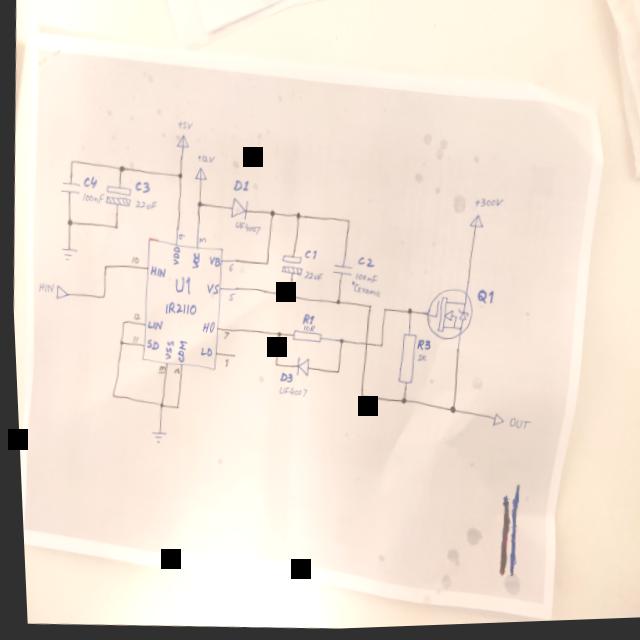 +5V
+12V
D1
UF4007
+300V
C4
100nF
C3
22uF
9
3
VDD
VCC
10
HIN
HIN
U1
IR2110
VB
6
VS
5
C1
22uF
C2
100nF
Ceramic
Q1
12
LIN
11
SD
HO
7
LO
1
VSS
COM
13
2
R1
10R
D3
UF4007
R3
1K
OUT